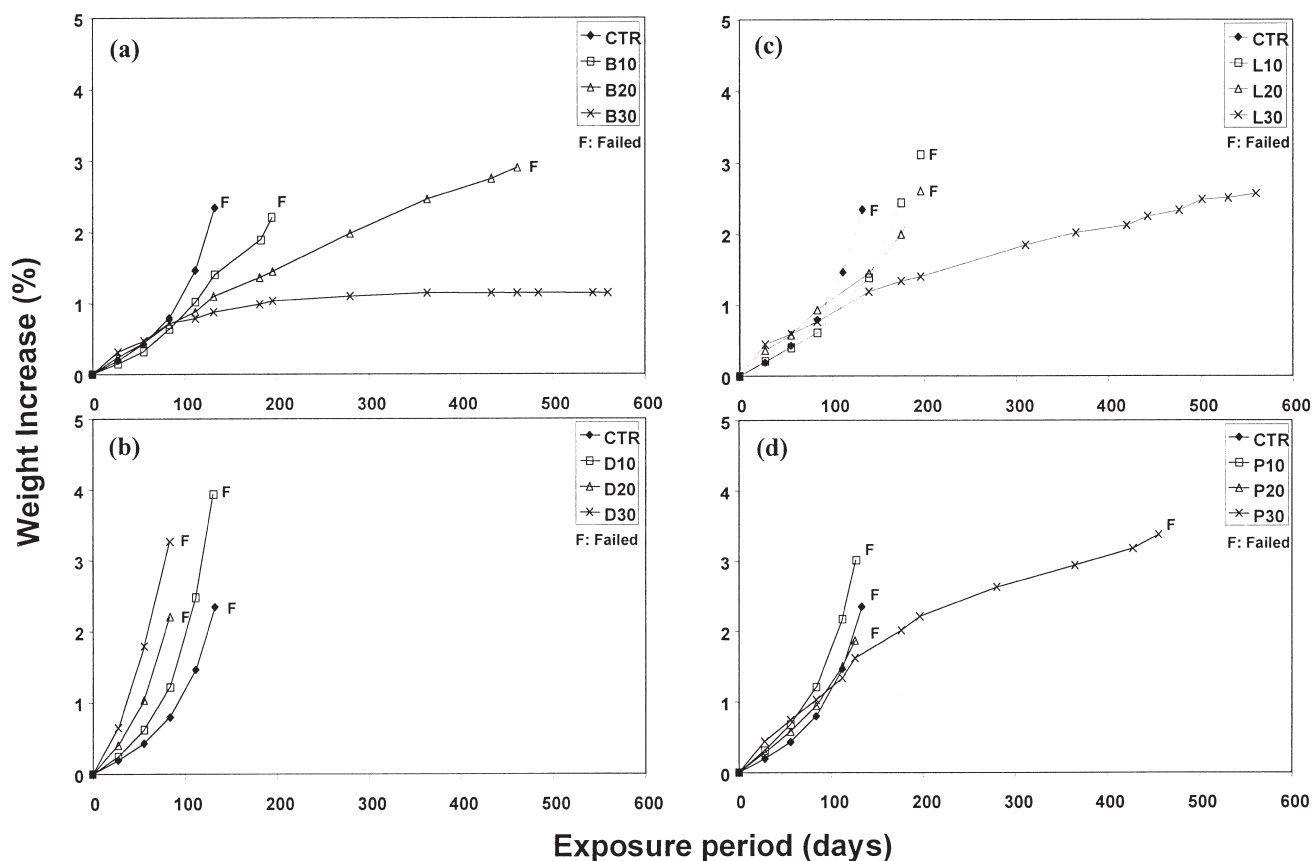 Weight Increase (%)
(a)
5
4
3
2
1
0
0 100 200 300 400 500 600
CTR
B10
B20
B30
F: Failed
F
F
F
(c)
5
4
3
2
1
0
0 100 200 300 400 500 600
CTR
L10
L20
L30
F: Failed
F
F
F
(b)
5
4
3
2
1
0
0 100 200 300 400 500 600
CTR
D10
D20
D30
F: Failed
F
F
F
F
(d)
5
4
3
2
1
0
0 100 200 300 400 500 600
CTR
P10
P20
P30
F: Failed
F
F
F
F
Exposure period (days)